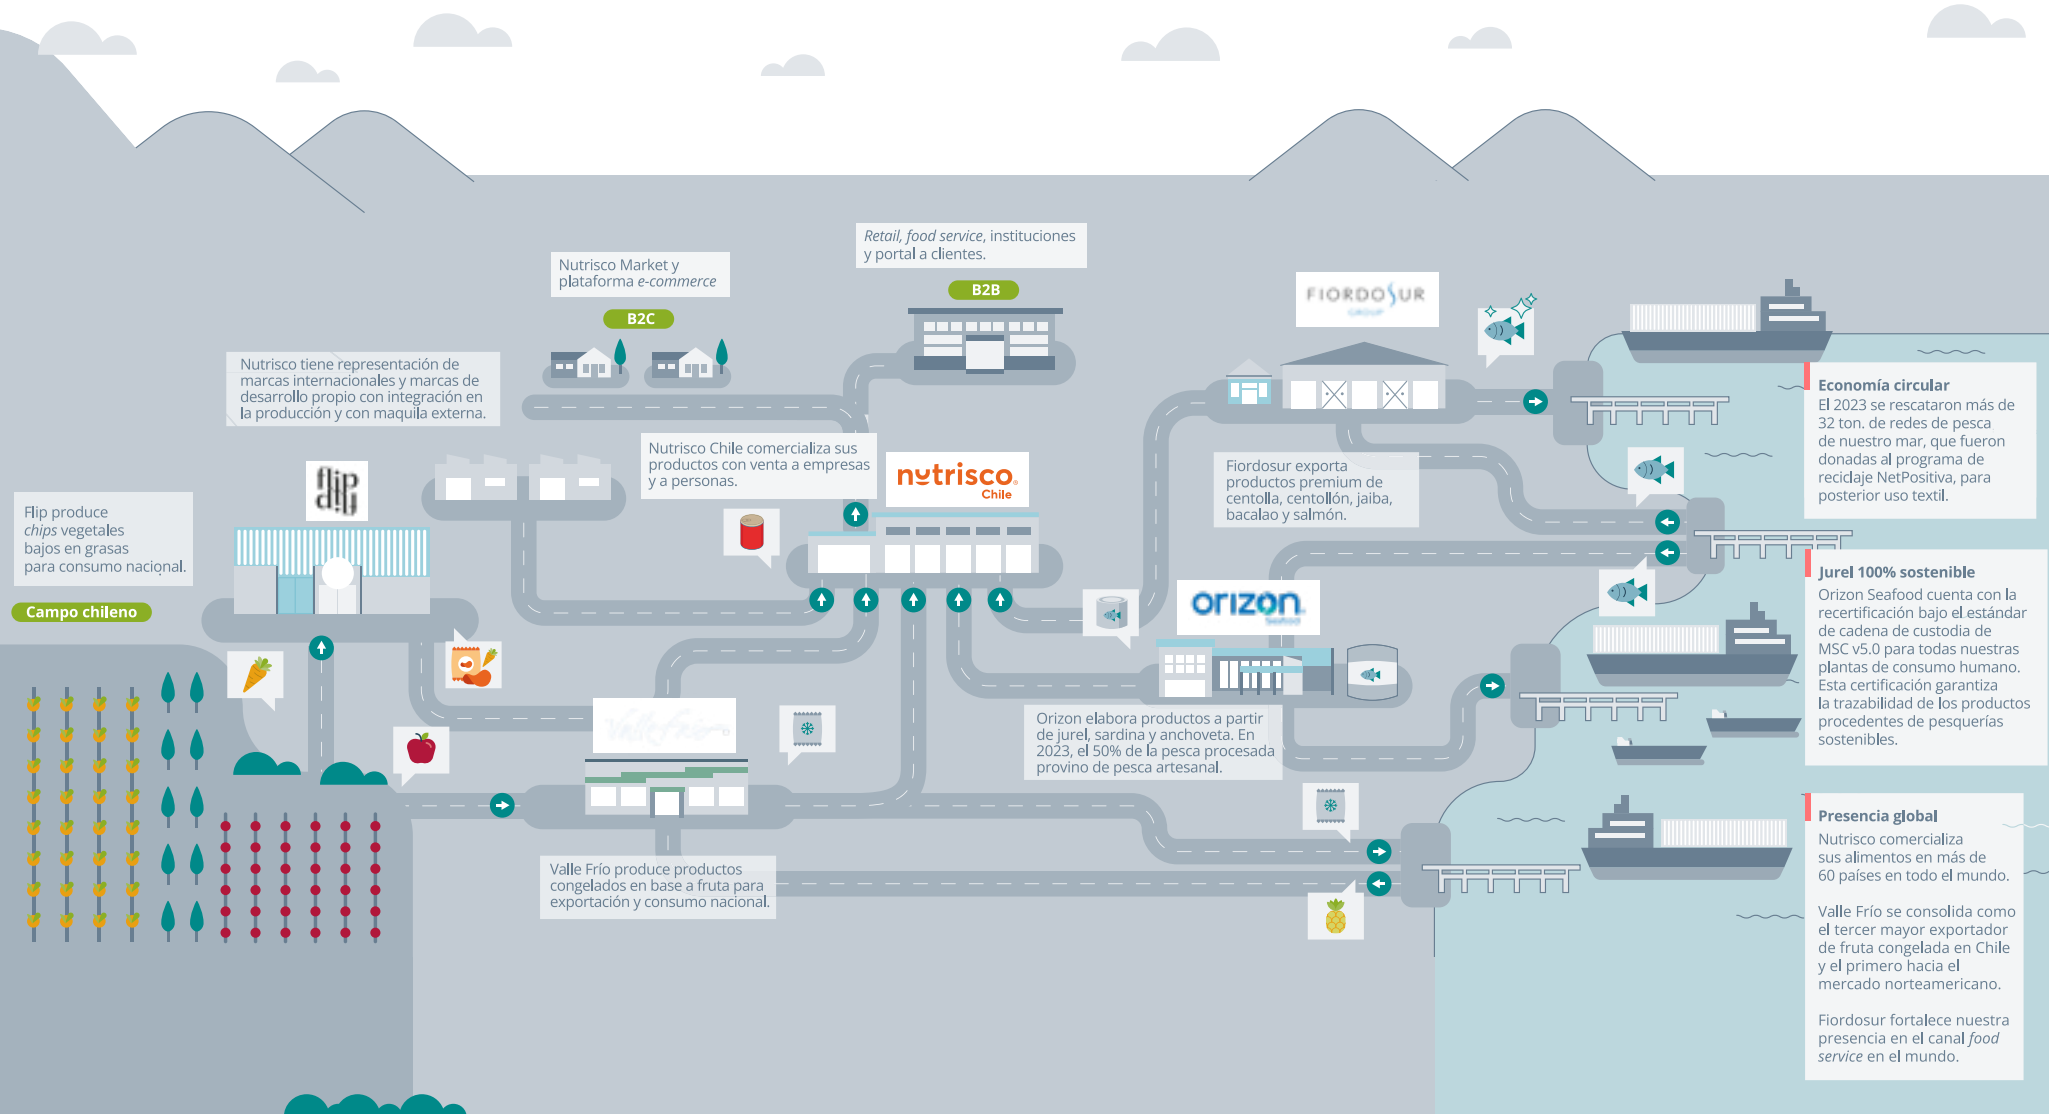 Retail, food service, instituciones
y portal a clientes.
B2B
Nutrisco Market y
plataforma e-commerce
B2C
FIORDOSUR
GROUP
Nutrisco tiene representación de
marcas internacionales y marcas de
desarrollo propio con integración en
la producción y con maquila externa.
Nutrisco Chile comercializa sus
productos con venta a empresas
y a personas.
nutrisco
Chile
flip
Flip produce
chips vegetales
bajos en grasas
para consumo nacional.
Campo chileno
Fiordosur exporta
productos premium de
centolla, centollón, jaiba,
bacalao y salmón.
orizon
Seafood
Orizon elabora productos a partir
de jurel, sardina y anchoveta. En
2023, el 50% de la pesca procesada
provino de pesca artesanal.
Valle Frío
Valle Frío produce productos
congelados en base a fruta para
exportación y consumo nacional.
Economía circular
El 2023 se rescataron más de
32 ton. de redes de pesca
de nuestro mar, que fueron
donadas al programa de
reciclaje NetPositiva, para
posterior uso textil.
Jurel 100% sostenible
Orizon Seafood cuenta con la
recertificación bajo el estándar
de cadena de custodia de
MSC v5.0 para todas nuestras
plantas de consumo humano.
Esta certificación garantiza
la trazabilidad de los productos
procedentes de pesquerías
sostenibles.
Presencia global
Nutrisco comercializa
sus alimentos en más de
60 países en todo el mundo.
Valle Frío se consolida como
el tercer mayor exportador
de fruta congelada en Chile
y el primero hacia el
mercado norteamericano.
Fiordosur fortalece nuestra
presencia en el canal food
service en el mundo.